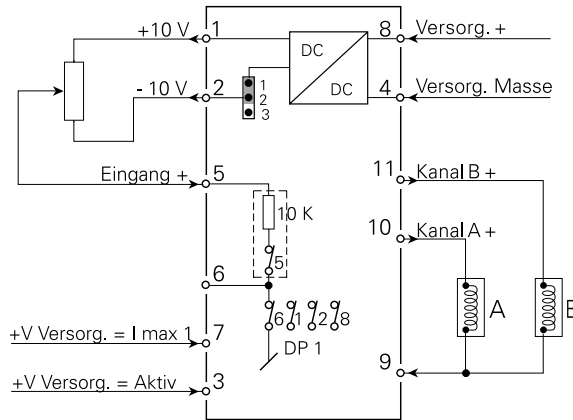 +10 V
1
8
Versorg. +
DC
DC
- 10 V
2
1
2
3
4
Versorg. Masse
Eingang +
5
11
Kanal B +
10 K
10
Kanal A +
5
6
6 1 2 8
A
B
+V Versorg. = I max 1
7
DP 1
9
+V Versorg. = Aktiv
3